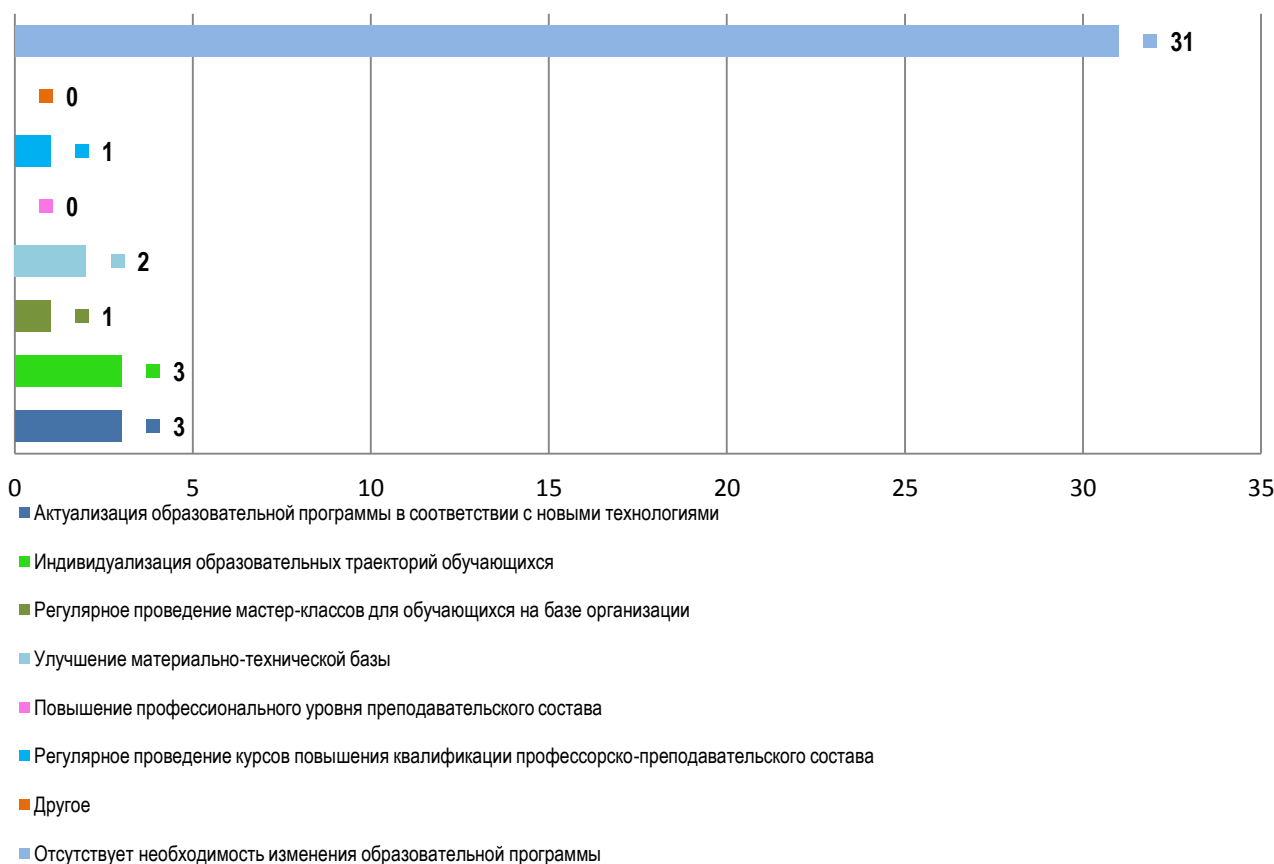 31
0
1
0
2
1
3
3
0 5 10 15 20 25 30 35
Актуализация образовательной программы в соответствии с новыми технологиями
Индивидуализация образовательных траекторий обучающихся
Регулярное проведение мастер-классов для обучающихся на базе организации
Улучшение материально-технической базы
Повышение профессионального уровня преподавательского состава
Регулярное проведение курсов повышения квалификации профессорско-преподавательского состава
Другое
Отсутствует необходимость изменения образовательной программы